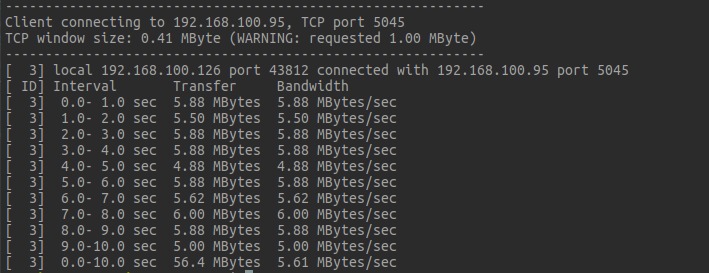 ------------------------------------------------------------
Client connecting to 192.168.100.95, TCP port 5045
TCP window size: 0.41 MByte (WARNING: requested 1.00 MByte)
------------------------------------------------------------
[  3] local 192.168.100.126 port 43812 connected with 192.168.100.95 port 5045
[ ID] Interval       Transfer     Bandwidth
[  3]  0.0- 1.0 sec  5.88 MBytes  5.88 MBytes/sec
[  3]  1.0- 2.0 sec  5.50 MBytes  5.50 MBytes/sec
[  3]  2.0- 3.0 sec  5.88 MBytes  5.88 MBytes/sec
[  3]  3.0- 4.0 sec  5.88 MBytes  5.88 MBytes/sec
[  3]  4.0- 5.0 sec  4.88 MBytes  4.88 MBytes/sec
[  3]  5.0- 6.0 sec  5.88 MBytes  5.88 MBytes/sec
[  3]  6.0- 7.0 sec  5.62 MBytes  5.62 MBytes/sec
[  3]  7.0- 8.0 sec  6.00 MBytes  6.00 MBytes/sec
[  3]  8.0- 9.0 sec  5.88 MBytes  5.88 MBytes/sec
[  3]  9.0-10.0 sec  5.00 MBytes  5.00 MBytes/sec
[  3]  0.0-10.0 sec  56.4 MBytes  5.61 MBytes/sec